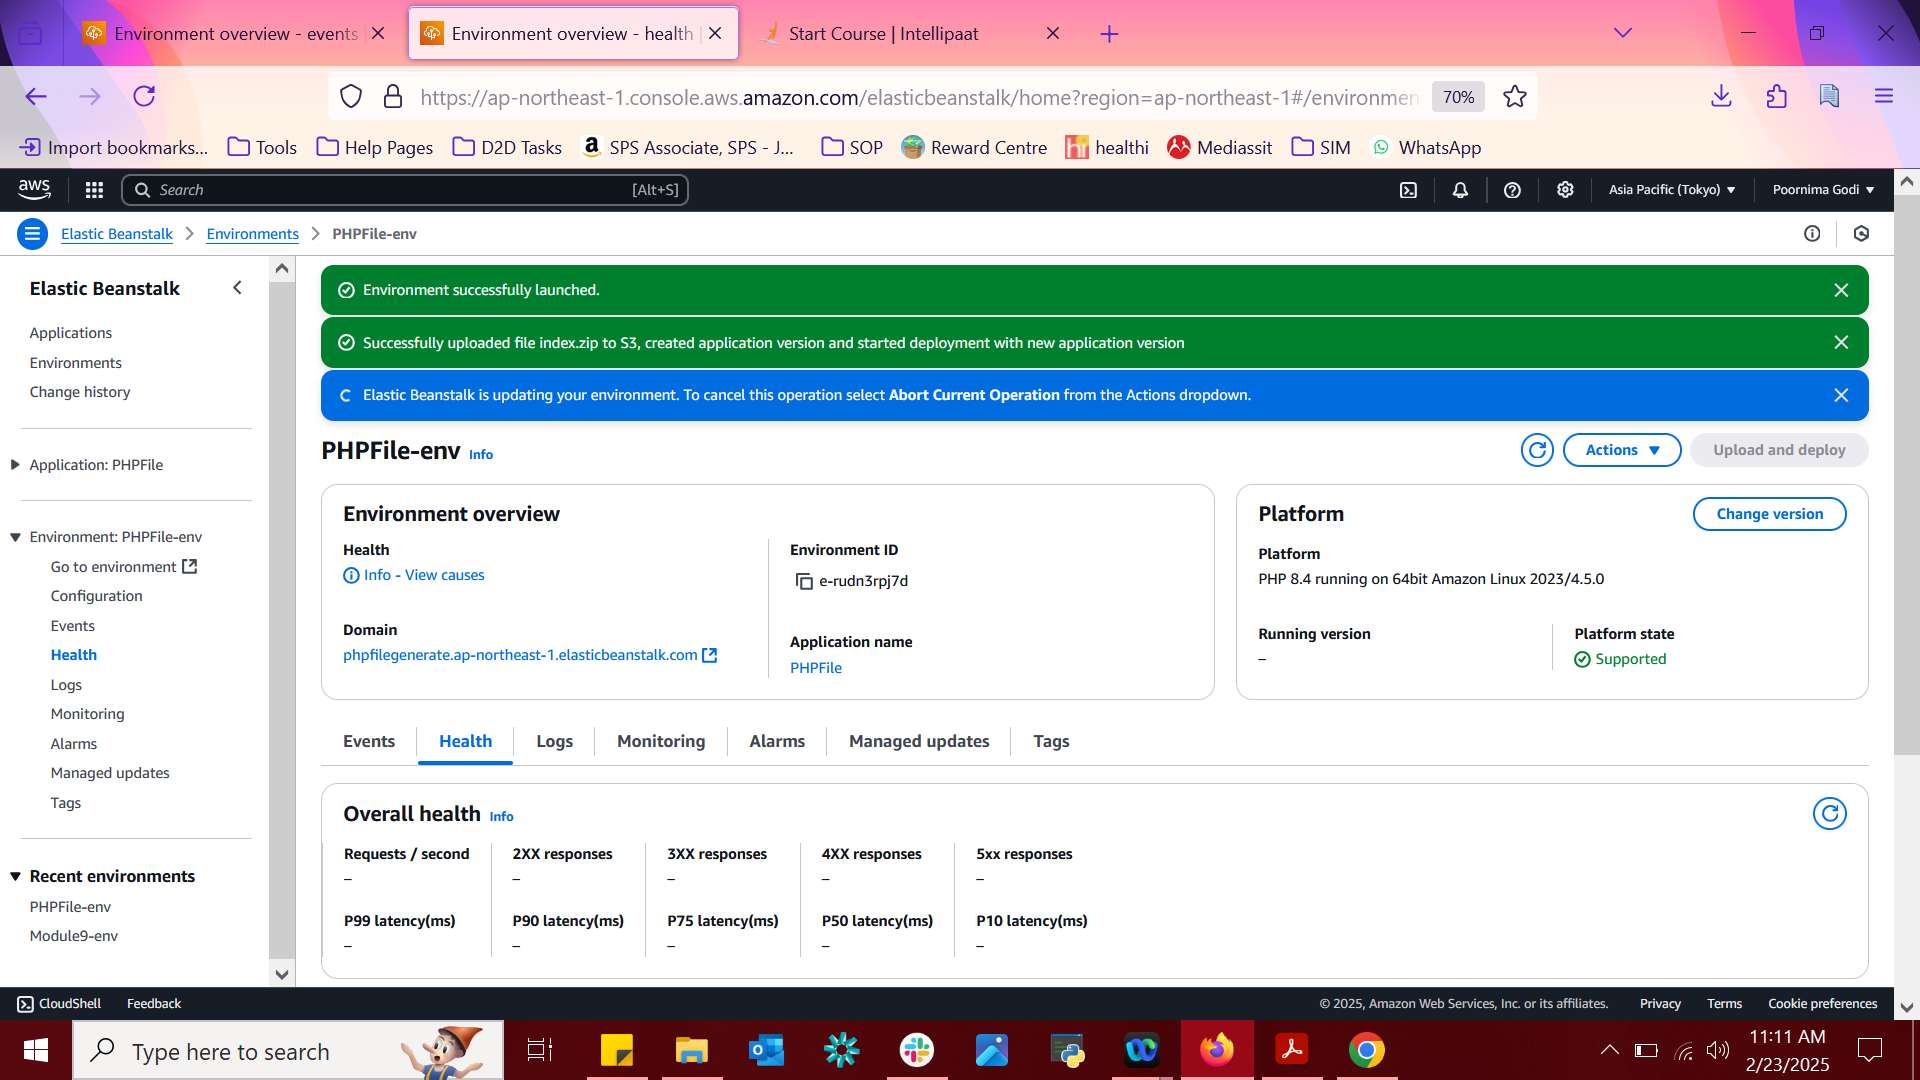 Environment overview - events
Environment overview - health
Start Course | Intellipaat
https://ap-northeast-1.console.aws.amazon.com/elasticbeanstalk/home?region=ap-northeast-1#/environmen
70%
Import bookmarks...
Tools
Help Pages
D2D Tasks
SPS Associate, SPS - J...
SOP
Reward Centre
healthi
Mediassit
SIM
WhatsApp
aws
Search
[Alt+S]
Asia Pacific (Tokyo)
Poornima Godi
Elastic Beanstalk
Environments
PHPFile-env
Elastic Beanstalk
Applications
Environments
Change history
Application: PHPFile
Environment: PHPFile-env
Go to environment
Configuration
Events
Health
Logs
Monitoring
Alarms
Managed updates
Tags
Recent environments
PHPFile-env
Module9-env
Environment successfully launched.
Successfully uploaded file index.zip to S3, created application version and started deployment with new application version
Elastic Beanstalk is updating your environment. To cancel this operation select Abort Current Operation from the Actions dropdown.
PHPFile-env Info
Actions
Upload and deploy
Environment overview
Health
Info - View causes
Domain
phpfilegenerate.ap-northeast-1.elasticbeanstalk.com
Environment ID
e-rudn3rpj7d
Application name
PHPFile
Platform
Change version
Platform
PHP 8.4 running on 64bit Amazon Linux 2023/4.5.0
Running version
–
Platform state
Supported
Events
Health
Logs
Monitoring
Alarms
Managed updates
Tags
Overall health Info
Requests / second
–
2XX responses
–
3XX responses
–
4XX responses
–
5xx responses
–
P99 latency(ms)
–
P90 latency(ms)
–
P75 latency(ms)
–
P50 latency(ms)
–
P10 latency(ms)
–
CloudShell
Feedback
© 2025, Amazon Web Services, Inc. or its affiliates.
Privacy
Terms
Cookie preferences
Type here to search
11:11 AM
2/23/2025